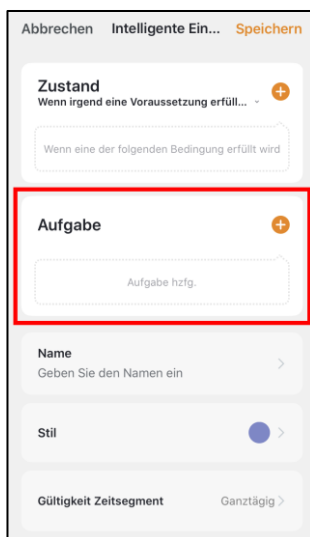 Abbrechen Intelligente Ein... Speichern
Zustand
Wenn irgend eine Voraussetzung erfüll...
Wenn eine der folgenden Bedingung erfüllt wird
Aufgabe
Aufgabe hzfg.
Name
Geben Sie den Namen ein
Stil
Gültigkeit Zeitsegment Ganztägig